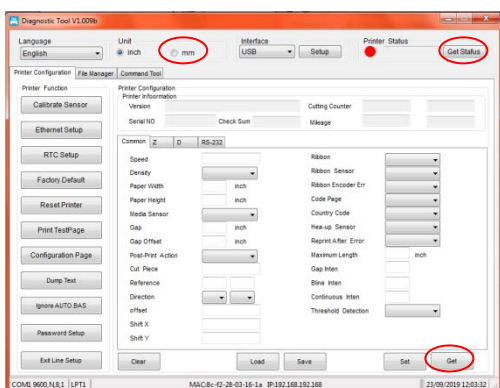 Diagnostic Tool V1.009b
Language
Unit
Interface
Printer Status
English
inch
mm
USB
Setup
Get Status
Printer Configuration
File Manager
Command Tool
Printer Function
Calibrate Sensor
Ethernet Setup
RTC Setup
Factory Default
Reset Printer
Print TestPage
Configuration Page
Dump Text
Ignore AUTO.BAS
Password Setup
Exit Line Setup
Printer Configuration
Printer Infoormation
Version
Cutting Counter
Serial NO
Check Sum
Mileage
Common
Z
D
RS-232
Speed
Density
Paper Width
inch
Paper Height
inch
Media Sensor
Gap
inch
Gap Offset
inch
Post-Print Action
Cut Piece
Reference
Direction
offset
Shift X
Shift Y
Ribbon
Ribbon Sensor
Ribbon Encoder Err
Code Page
Country Code
Hea-up Sensor
Reprint After Error
Maximum Length
inch
Gap Inten
Bline Inten
Continuous Inten
Threshold Detection
Clear
Load
Save
Set
Get
COM1 9600,N,8,1
LPT1
MAC:8c-f2-28-03-16-1a IP:192.168.192.168
23/09/2019 12:03:32